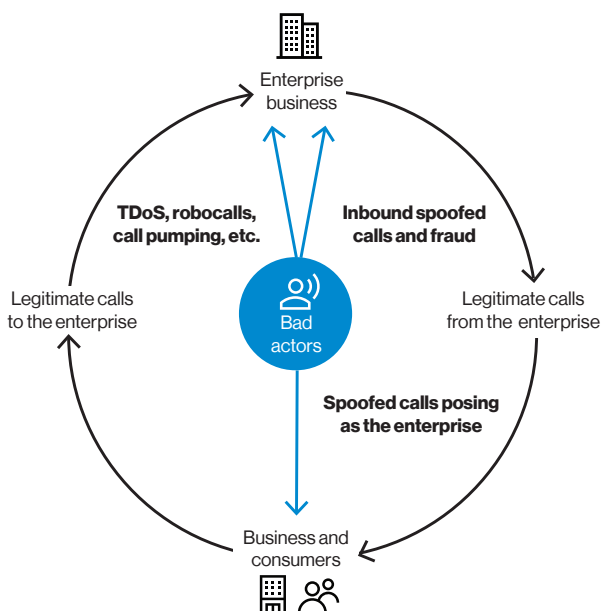 Enterprise
business
TDoS, robocalls,
call pumping, etc.
Inbound spoofed
calls and fraud
Legitimate calls
to the enterprise
Bad
actors
Legitimate calls
from the enterprise
Spoofed calls posing
as the enterprise
Business and
consumers